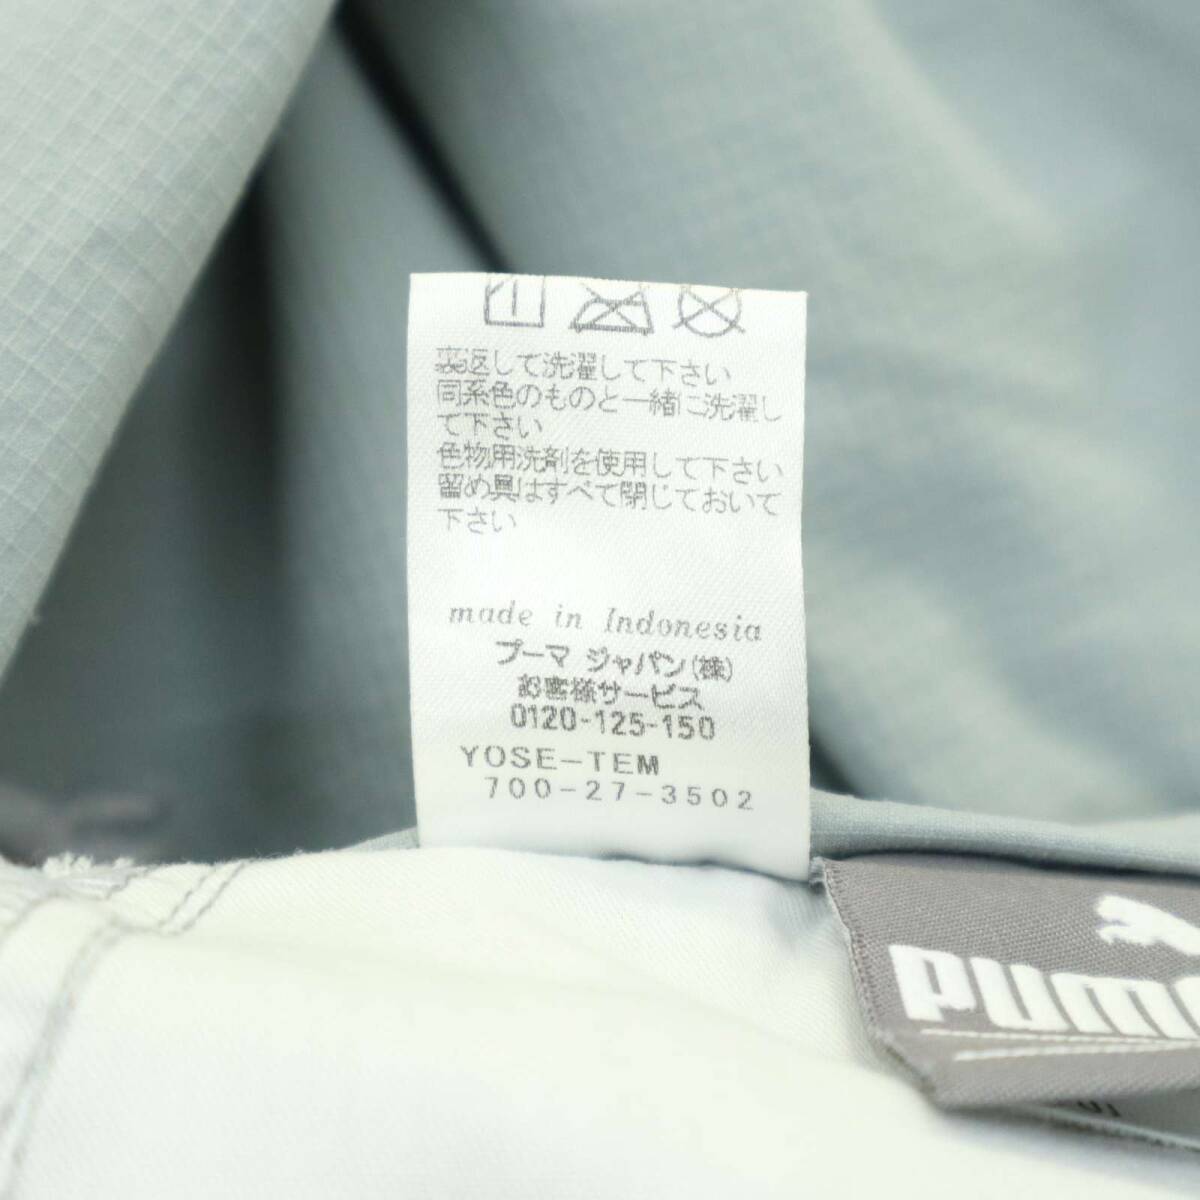 裏返して洗濯して下さい
同系色のものと一緒に洗濯し
て下さい
色物用洗剤を使用して下さい
留め具はすべて閉じておいて
下さい
made in Indonesia
プーマ ジャパン(株)
お客様サービス
0120-125-150
YOSE-TEM
700-27-3502
PUMA